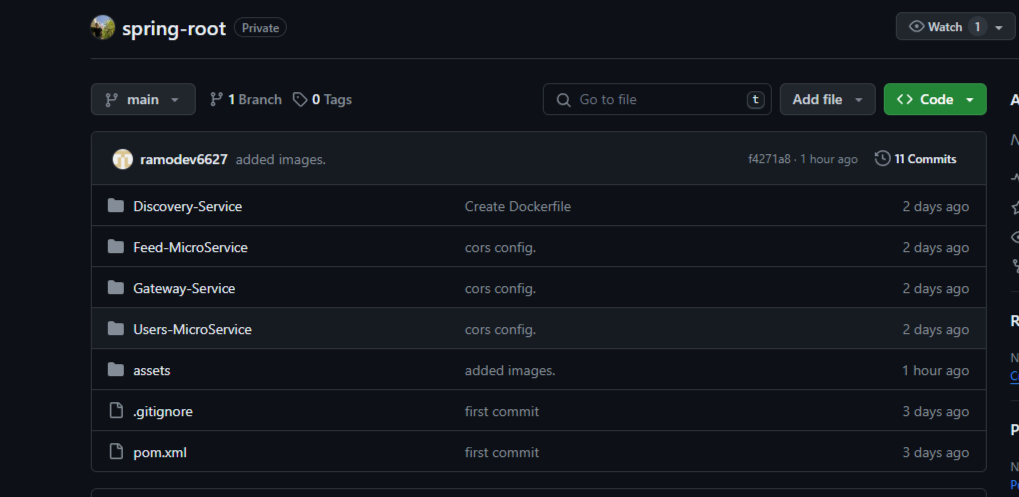 spring-root Private
Watch 1
main 1 Branch 0 Tags
Go to file t
Add file
Code
ramodev6627 added images.
f4271a8 · 1 hour ago 11 Commits
Discovery-Service Create Dockerfile 2 days ago
Feed-MicroService cors config. 2 days ago
Gateway-Service cors config. 2 days ago
Users-MicroService cors config. 2 days ago
assets added images. 1 hour ago
.gitignore first commit 3 days ago
pom.xml first commit 3 days ago